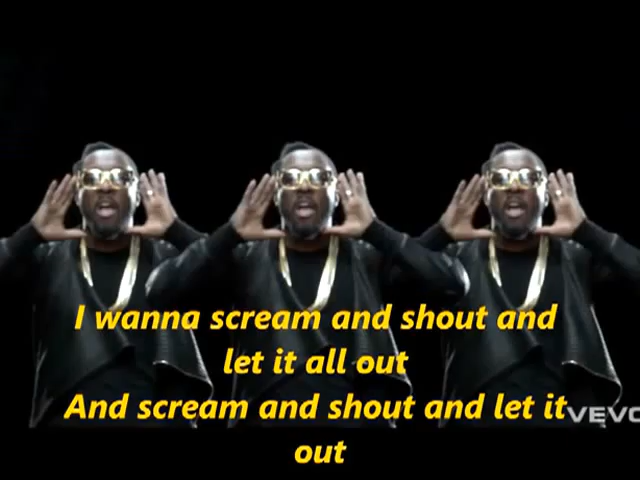 I wanna scream and shout and
let it all out
And scream and shout and let it
out
VEVO